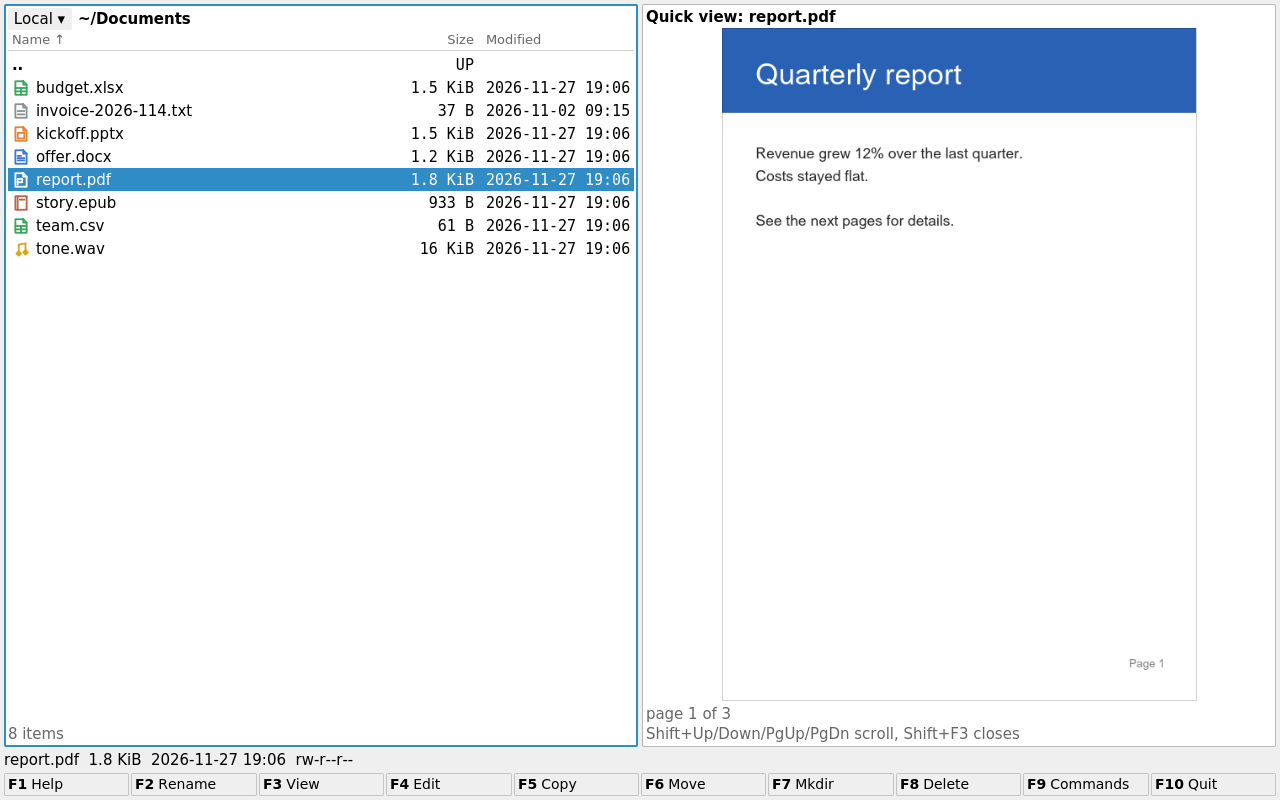 Local ▾ ~/Documents
Name ↑ Size Modified
.. UP
budget.xlsx 1.5 KiB 2026-11-27 19:06
invoice-2026-114.txt 37 B 2026-11-02 09:15
kickoff.pptx 1.5 KiB 2026-11-27 19:06
offer.docx 1.2 KiB 2026-11-27 19:06
report.pdf 1.8 KiB 2026-11-27 19:06
story.epub 933 B 2026-11-27 19:06
team.csv 61 B 2026-11-27 19:06
tone.wav 16 KiB 2026-11-27 19:06
8 items
Quick view: report.pdf
Quarterly report
Revenue grew 12% over the last quarter.
Costs stayed flat.
See the next pages for details.
Page 1
page 1 of 3
Shift+Up/Down/PgUp/PgDn scroll, Shift+F3 closes
report.pdf 1.8 KiB 2026-11-27 19:06 rw-r--r--
F1 Help F2 Rename F3 View F4 Edit F5 Copy F6 Move F7 Mkdir F8 Delete F9 Commands F10 Quit